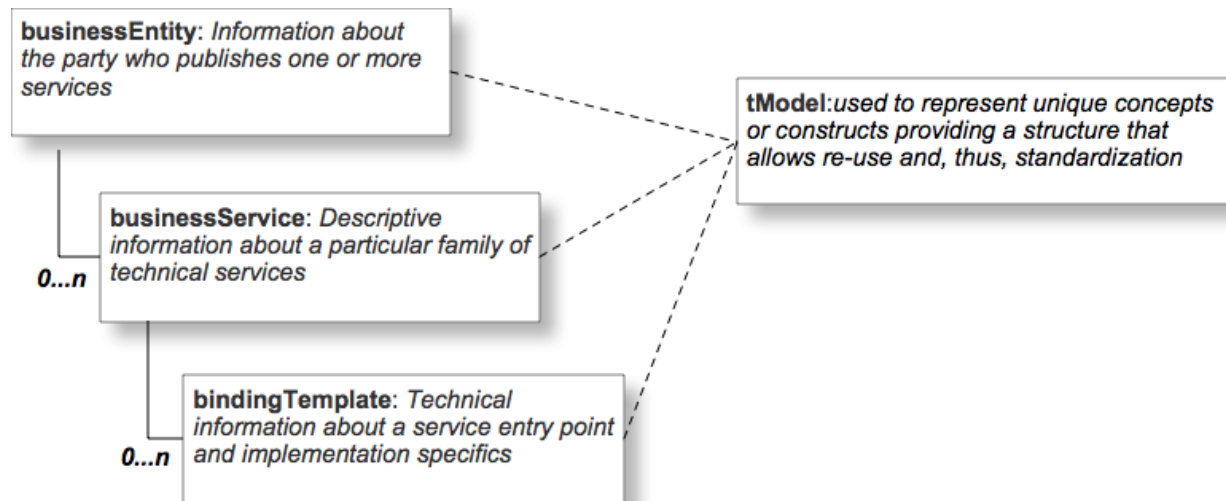 businessEntity: Information about
the party who publishes one or more
services
tModel:used to represent unique concepts
or constructs providing a structure that
allows re-use and, thus, standardization
businessService: Descriptive
information about a particular family of
technical services
0...n
bindingTemplate: Technical
information about a service entry point
and implementation specifics
0...n